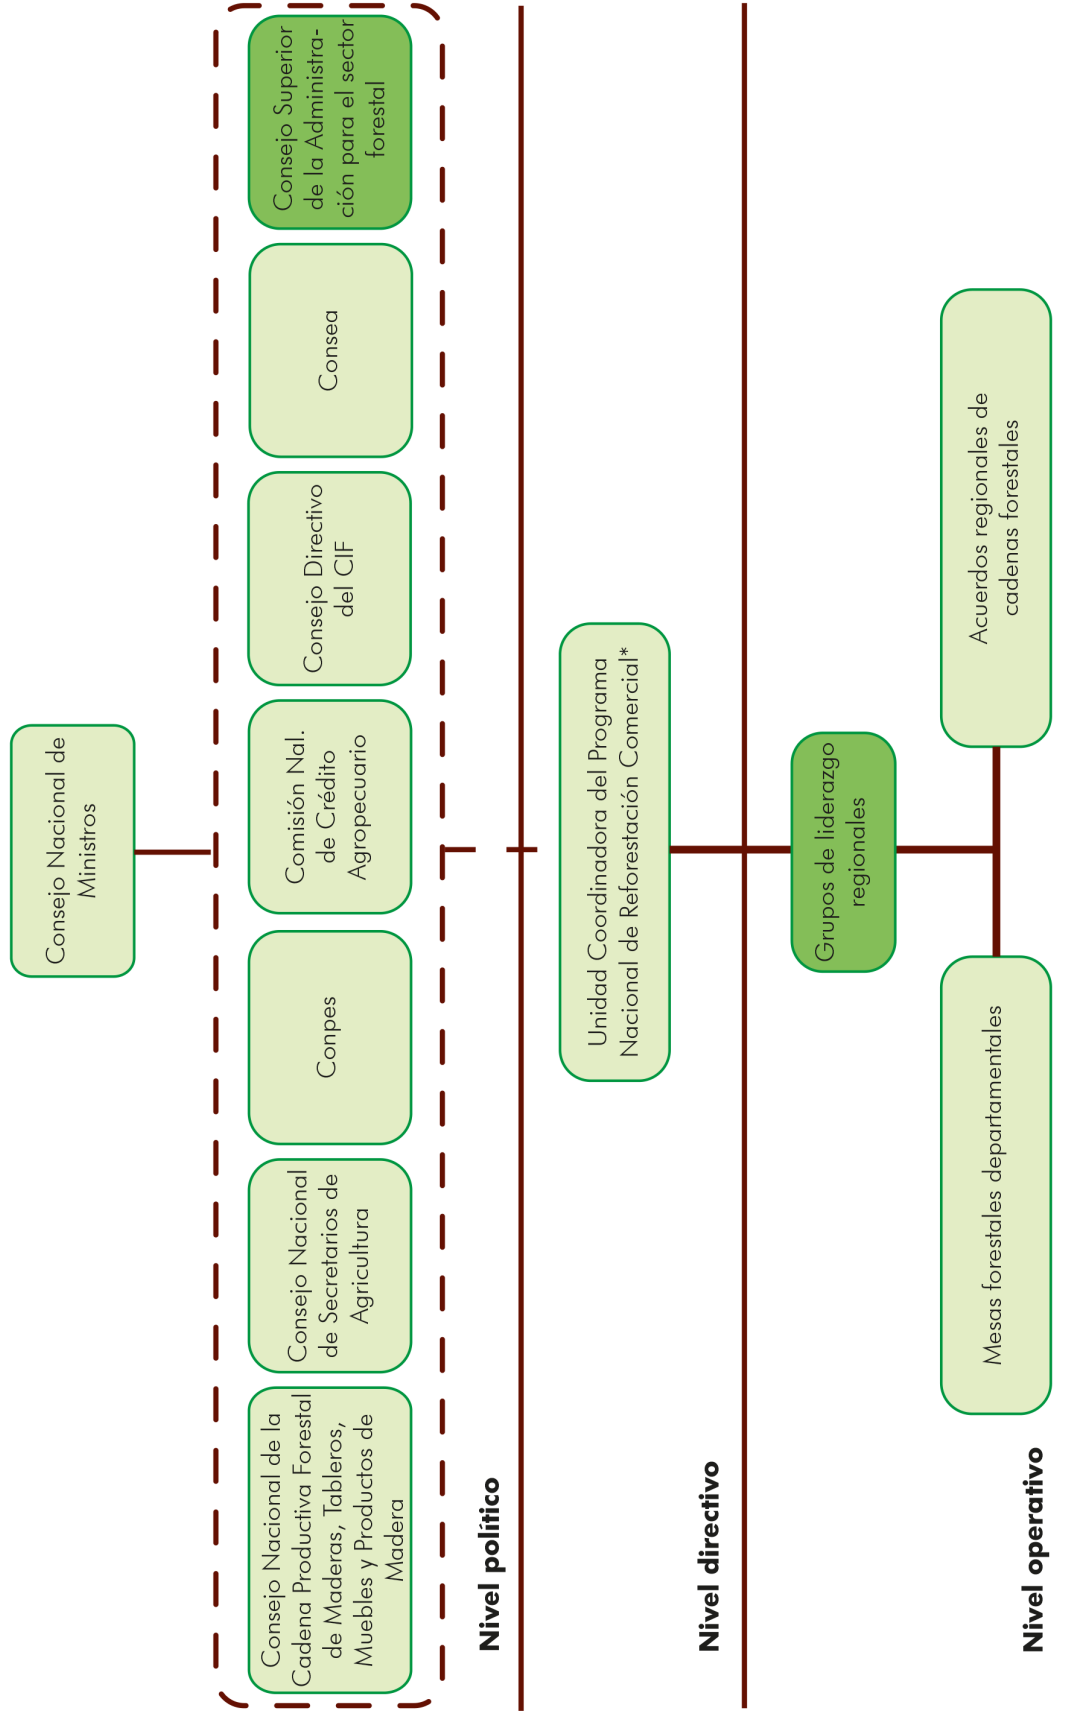 Consejo Nacional de
Ministros
Consejo Nacional de la
Cadena Productiva Forestal
de Maderas, Tableros,
Muebles y Productos de
Madera
Consejo Nacional
de Secretarios de
Agricultura
Conpes
Comisión Nal.
de Crédito
Agropecuario
Consejo Directivo
del CIF
Consea
Consejo Superior
de la Administra-
ción para el sector
forestal
Nivel político
Unidad Coordinadora del Programa
Nacional de Reforestación Comercial*
Nivel directivo
Grupos de liderazgo
regionales
Mesas forestales departamentales
Acuerdos regionales de
cadenas forestales
Nivel operativo